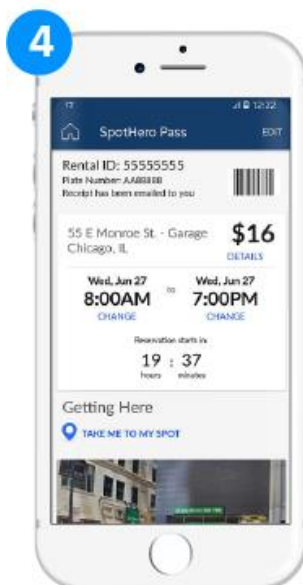 4
12:22
SpotHero Pass
EDIT
Rental ID: 55555555
Plate Number: AABBBBB
Receipt has been emailed to you
55 E Monroe St. - Garage
Chicago, IL
$16
DETAILS
Wed, Jun 27 to Wed, Jun 27
8:00AM 7:00PM
CHANGE CHANGE
Reservation starts in:
19 : 37
hours minutes
Getting Here
TAKE ME TO MY SPOT